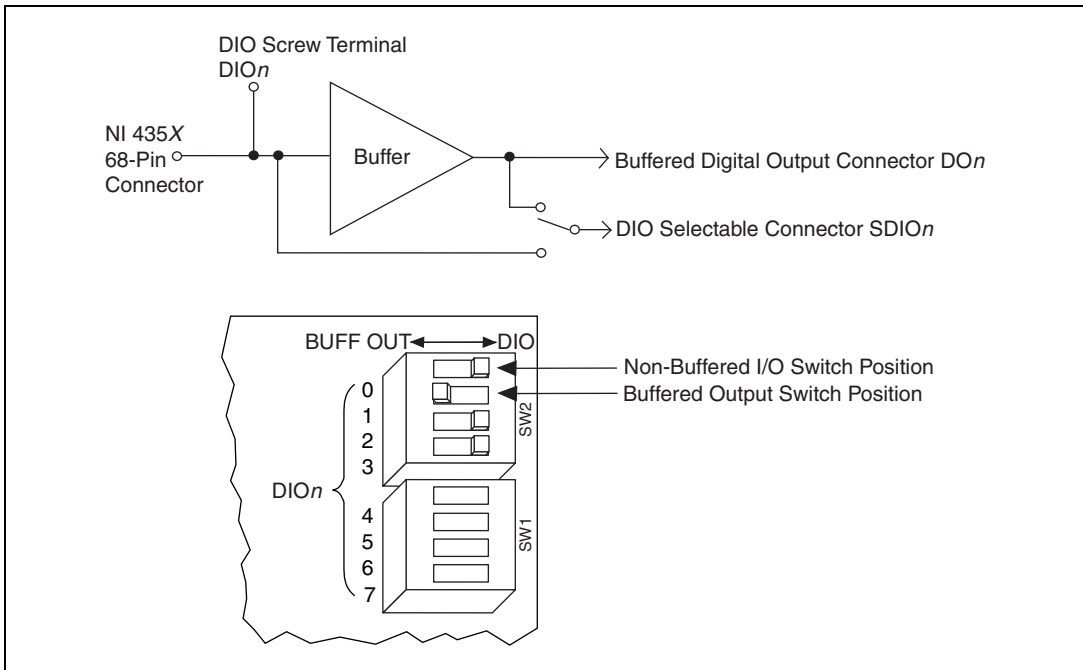 DIO Screw Terminal
DIOn
NI 435X
68-Pin
Connector
Buffer
Buffered Digital Output Connector DOn
DIO Selectable Connector SDIOn
BUFF OUT
DIO
Non-Buffered I/O Switch Position
Buffered Output Switch Position
0
1
2
3
SW2
DIOn
4
5
6
7
SW1